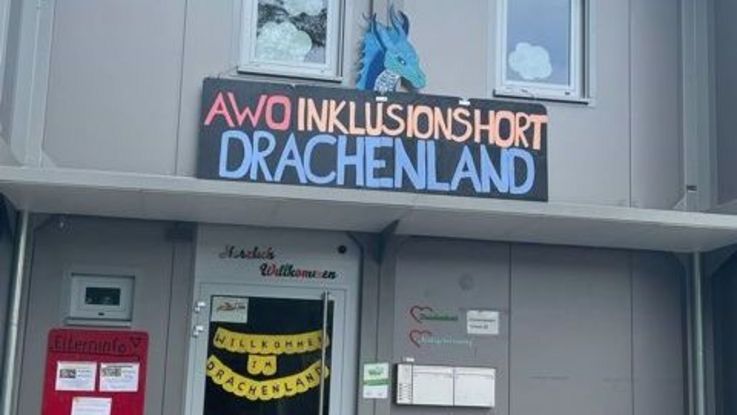 AWO INKLUSIONSHORT
DRACHENLAND
Herzlich
Willkommen
WILLKOMMEN
IM
DRACHENLAND
Elterninfo